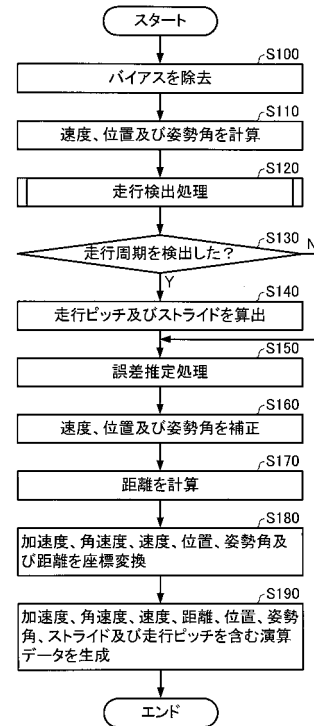 スタート
S100
バイアスを除去
S110
速度、位置及び姿勢角を計算
S120
走行検出処理
S130
走行周期を検出した?
N
Y
S140
走行ピッチ及びストライドを算出
S150
誤差推定処理
S160
速度、位置及び姿勢角を補正
S170
距離を計算
S180
加速度、角速度、速度、位置、姿勢角及
び距離を座標変換
S190
加速度、角速度、速度、距離、位置、姿勢
角、ストライド及び走行ピッチを含む演算
データを生成
エンド